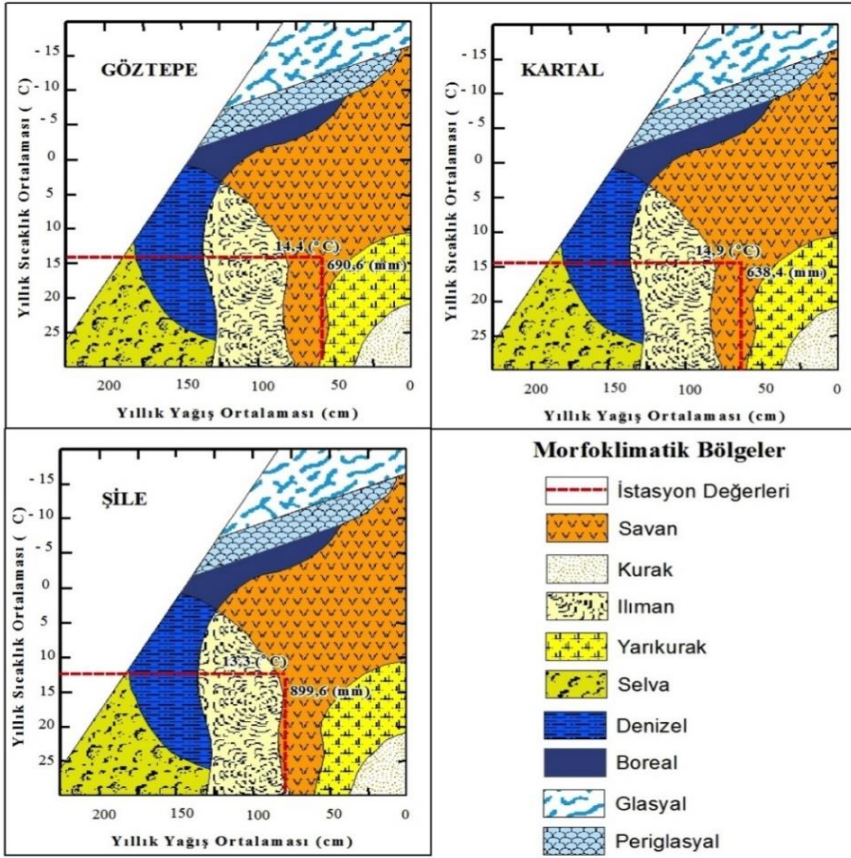 GÖZTEPE
Yıllık Sıcaklık Ortalaması ( C)
- 15
-10
-5
0
5
10
15
20
25
14,4 (°C)
690,6 (mm)
200 150 100 50 0
Yıllık Yağış Ortalaması (cm)
KARTAL
Yıllık Sıcaklık Ortalaması ( C)
- 15
-10
- 5
0
5
10
15
20
25
14,9 (°C)
638,4 (mm)
200 150 100 50 0
Yıllık Yağış Ortalaması (cm)
ŞİLE
Yıllık Sıcaklık Ortalaması ( C)
- 15
- 10
- 5
0
5
10
15
20
25
13,3 (°C)
899,6 (mm)
200 150 100 50 0
Yıllık Yağış Ortalaması (cm)
Morfoklimatik Bölgeler
İstasyon Değerleri
Savan
Kurak
Ilıman
Yarıkurak
Selva
Denizel
Boreal
Glasyal
Periglasyal